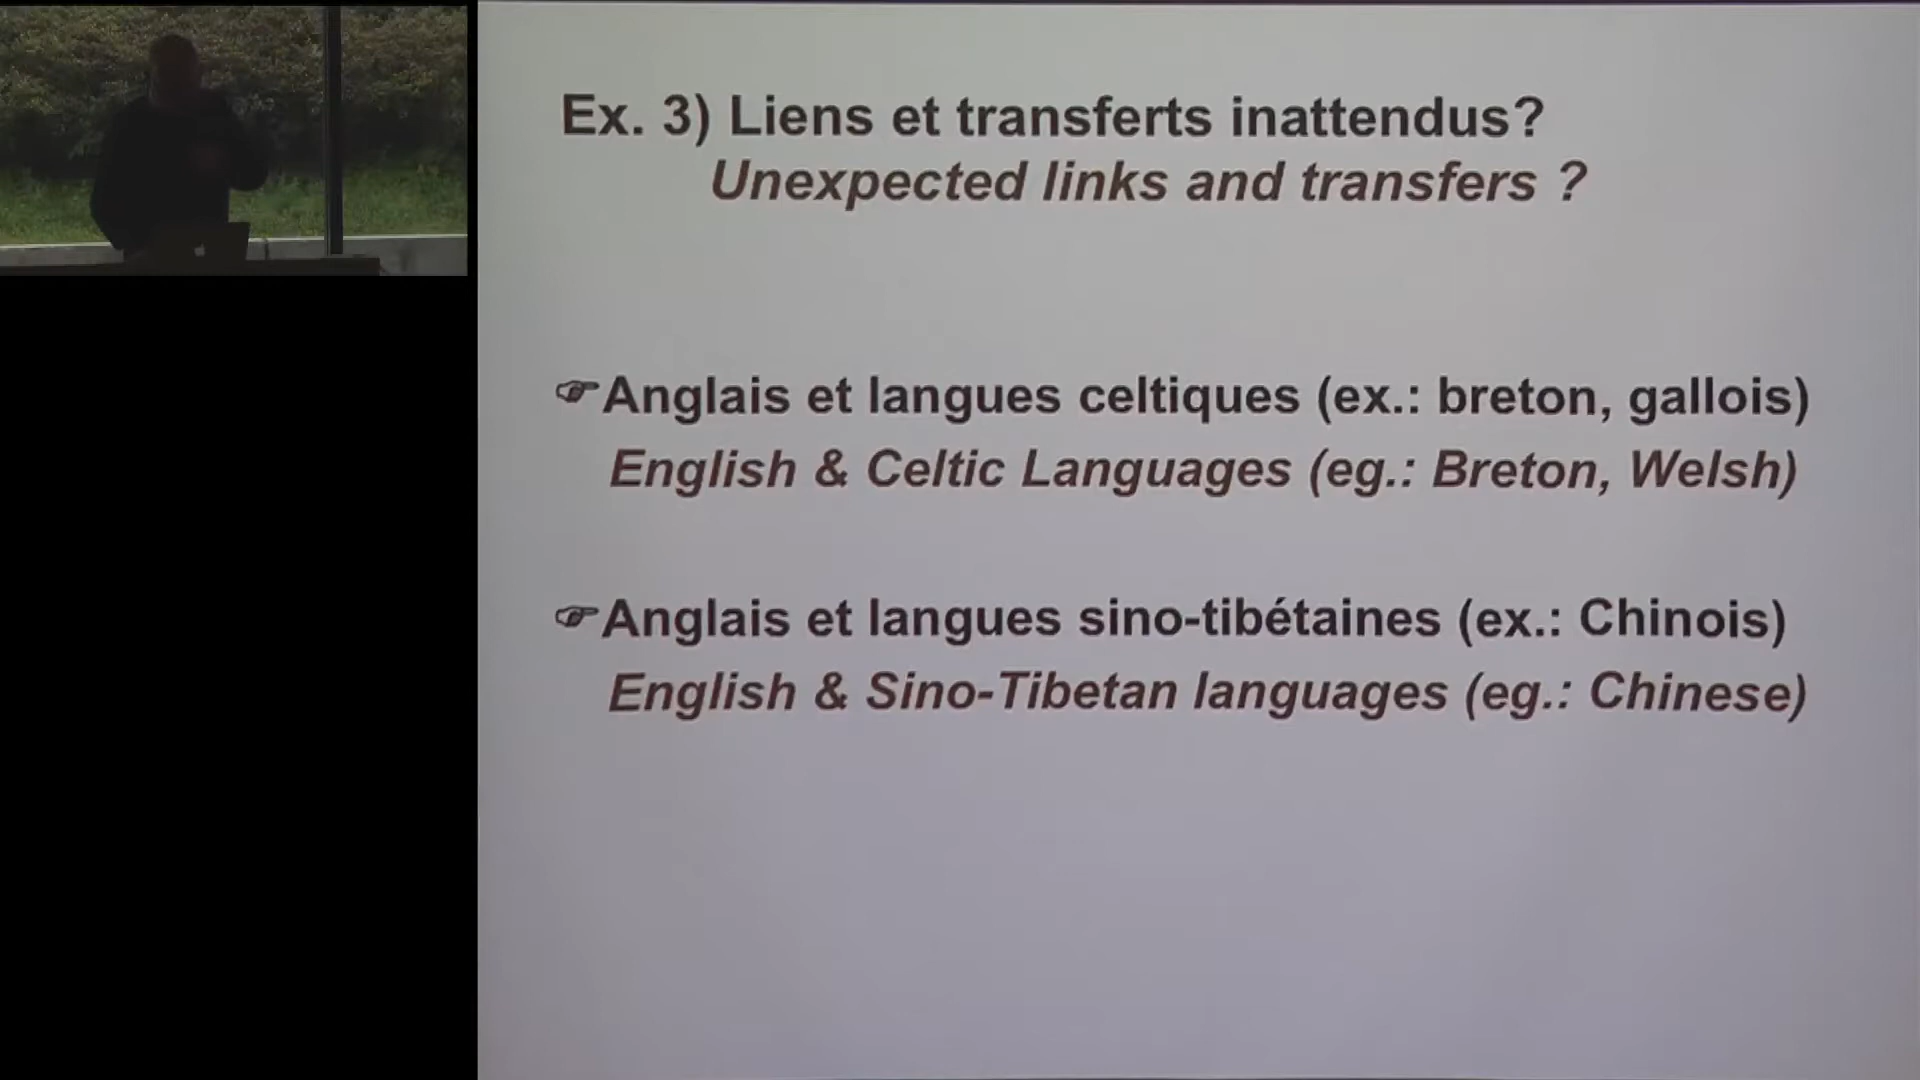 Ex. 3) Liens et transferts inattendus?
Unexpected links and transfers ?
☞Anglais et langues celtiques (ex.: breton, gallois)
English & Celtic Languages (eg.: Breton, Welsh)
☞Anglais et langues sino-tibétaines (ex.: Chinois)
English & Sino-Tibetan languages (eg.: Chinese)